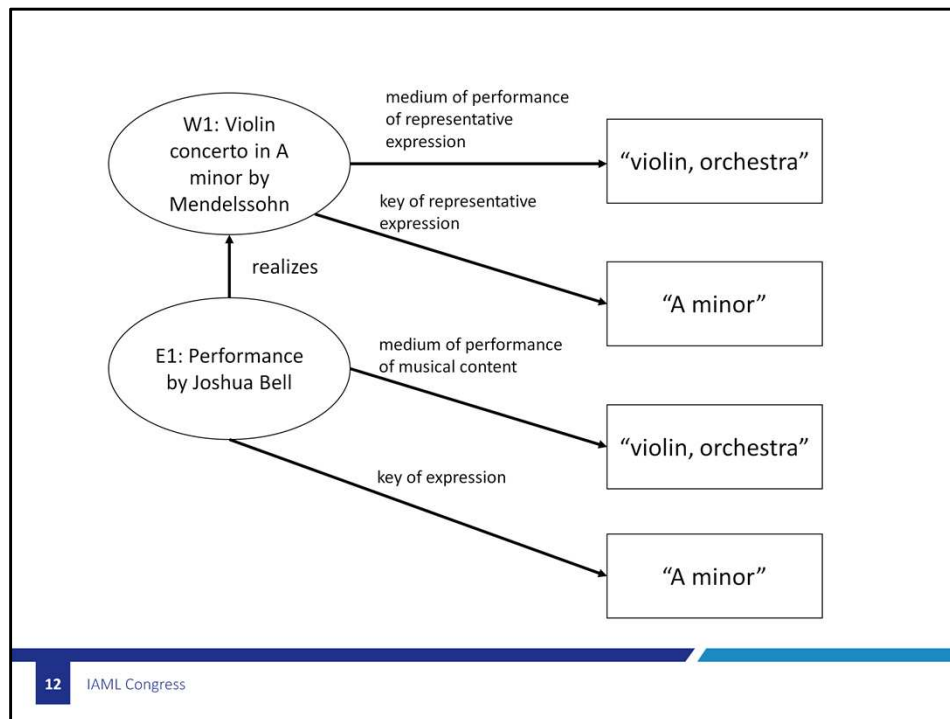 W1: Violin
concerto in A
minor by
Mendelssohn
medium of performance
of representative
expression
“violin, orchestra”
key of representative
expression
“A minor”
realizes
E1: Performance
by Joshua Bell
medium of performance
of musical content
“violin, orchestra”
key of expression
“A minor”
12
IAML Congress